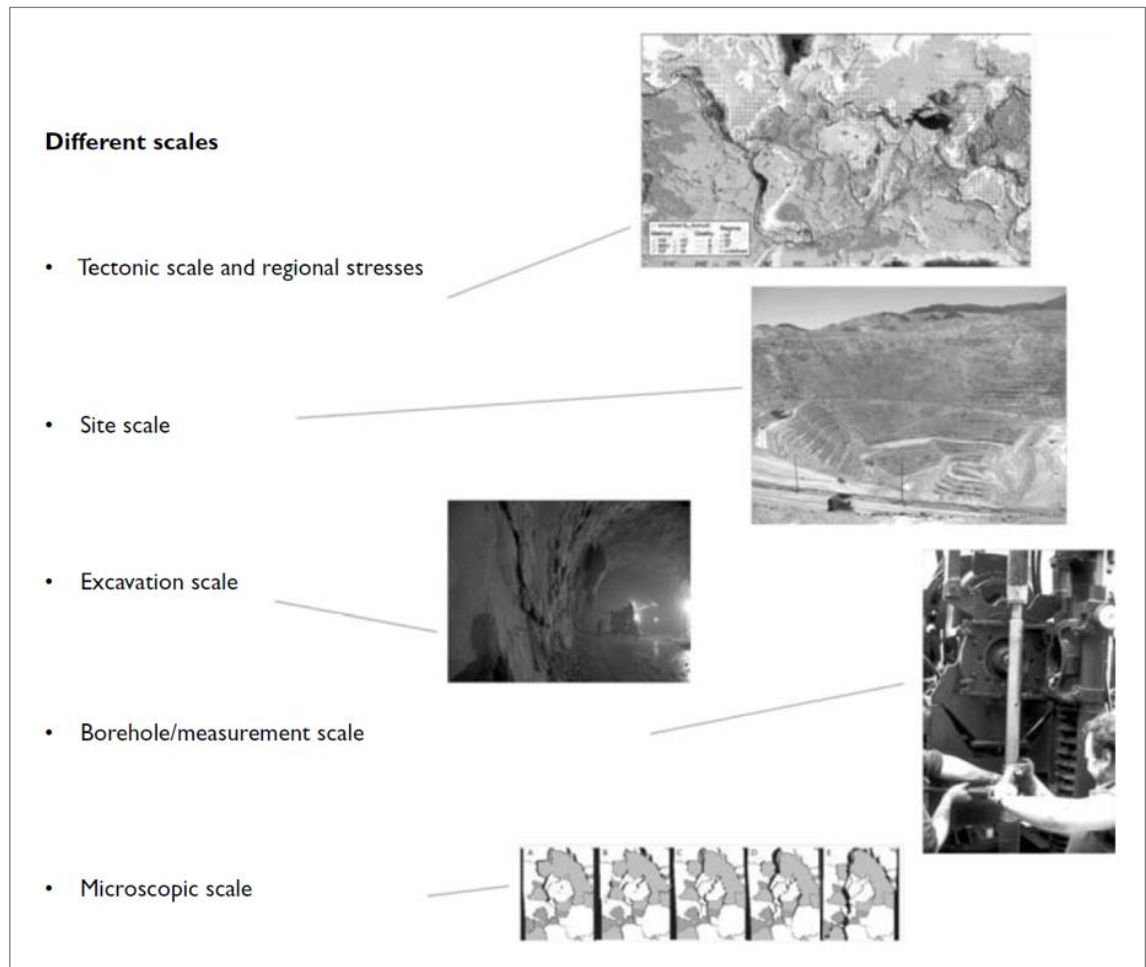 Different scales
• Tectonic scale and regional stresses
• Site scale
• Excavation scale
• Borehole/measurement scale
• Microscopic scale
A B C D E